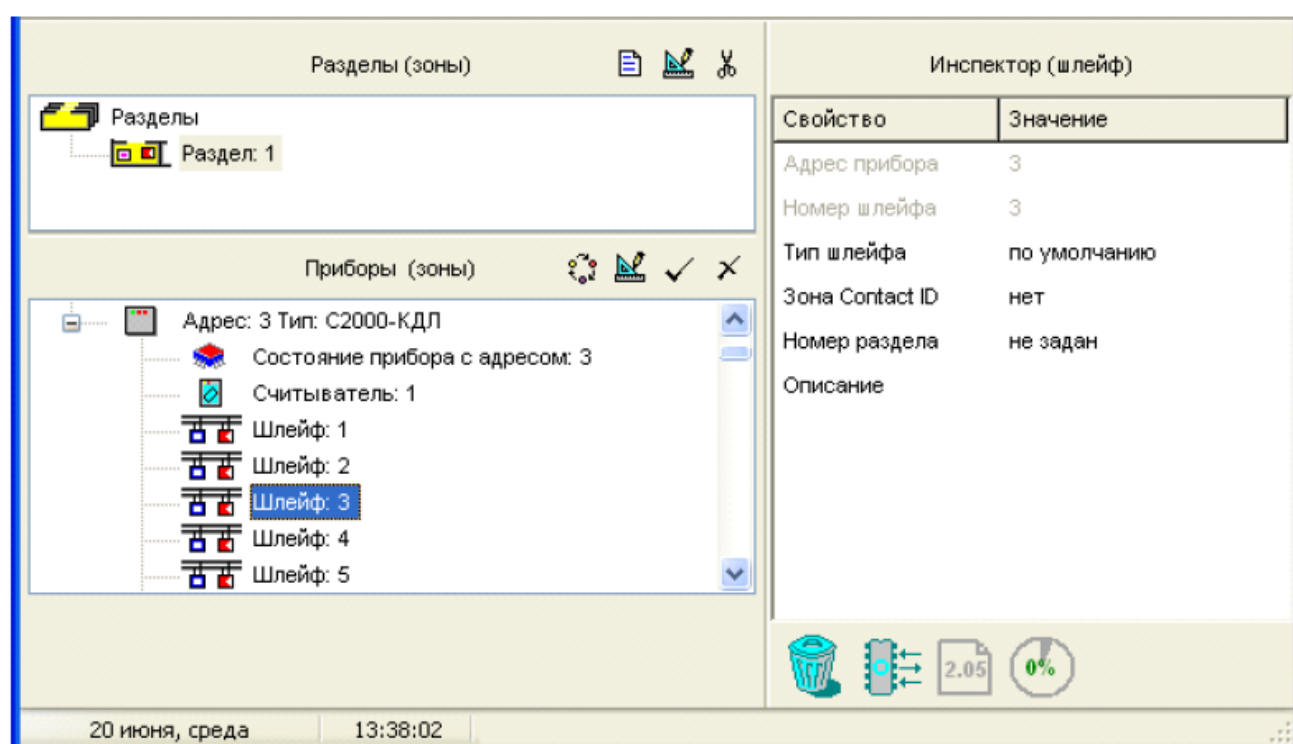 Разделы (зоны)
Разделы
Раздел: 1
Приборы (зоны)
Адрес: 3 Тип: С2000-КДЛ
Состояние прибора с адресом: 3
Считыватель: 1
Шлейф: 1
Шлейф: 2
Шлейф: 3
Шлейф: 4
Шлейф: 5
Инспектор (шлейф)
Свойство Значение
Адрес прибора 3
Номер шлейфа 3
Тип шлейфа по умолчанию
Зона Contact ID нет
Номер раздела не задан
Описание
2.05 0%
20 июня, среда 13:38:02